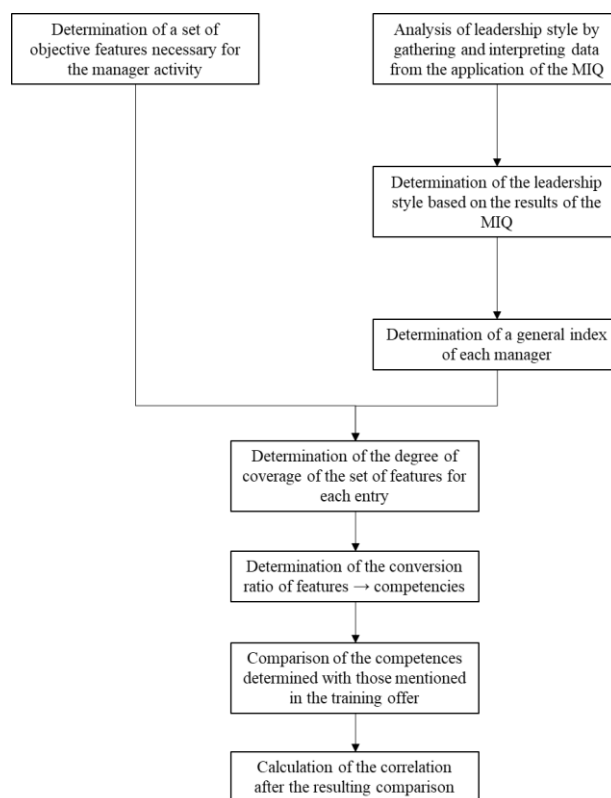 Determination of a set of
objective features necessary for
the manager activity
Analysis of leadership style by
gathering and interpreting data
from the application of the MIQ
Determination of the leadership
style based on the results of the
MIQ
Determination of a general index
of each manager
Determination of the degree of
coverage of the set of features for
each entry
Determination of the conversion
ratio of features → competencies
Comparison of the competences
determined with those mentioned
in the training offer
Calculation of the correlation
after the resulting comparison